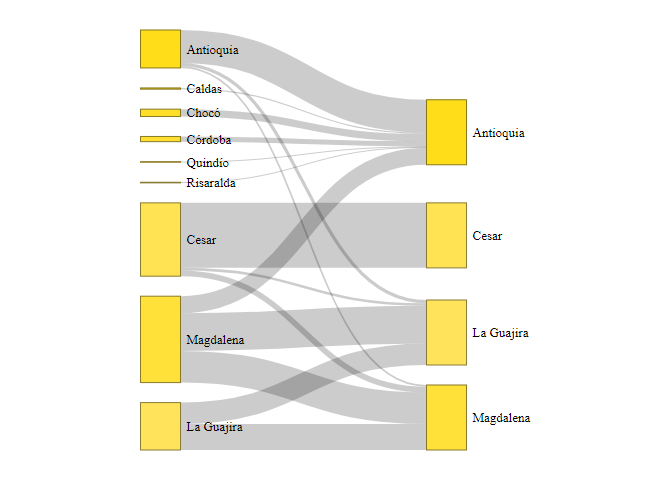 Antioquia
Caldas
Chocó
Córdoba
Quindío
Risaralda
Cesar
Magdalena
La Guajira
Antioquia
Cesar
La Guajira
Magdalena